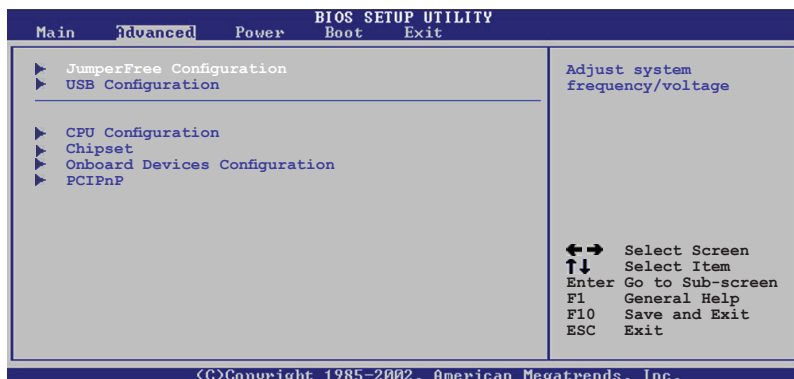 BIOS SETUP UTILITY
Main Advanced Power Boot Exit
JumperFree Configuration
USB Configuration
CPU Configuration
Chipset
Onboard Devices Configuration
PCIPnP
Adjust system
frequency/voltage
←→ Select Screen
↑↓ Select Item
Enter Go to Sub-screen
F1 General Help
F10 Save and Exit
ESC Exit
(C)Copyright 1985-2002, American Megatrends, Inc.